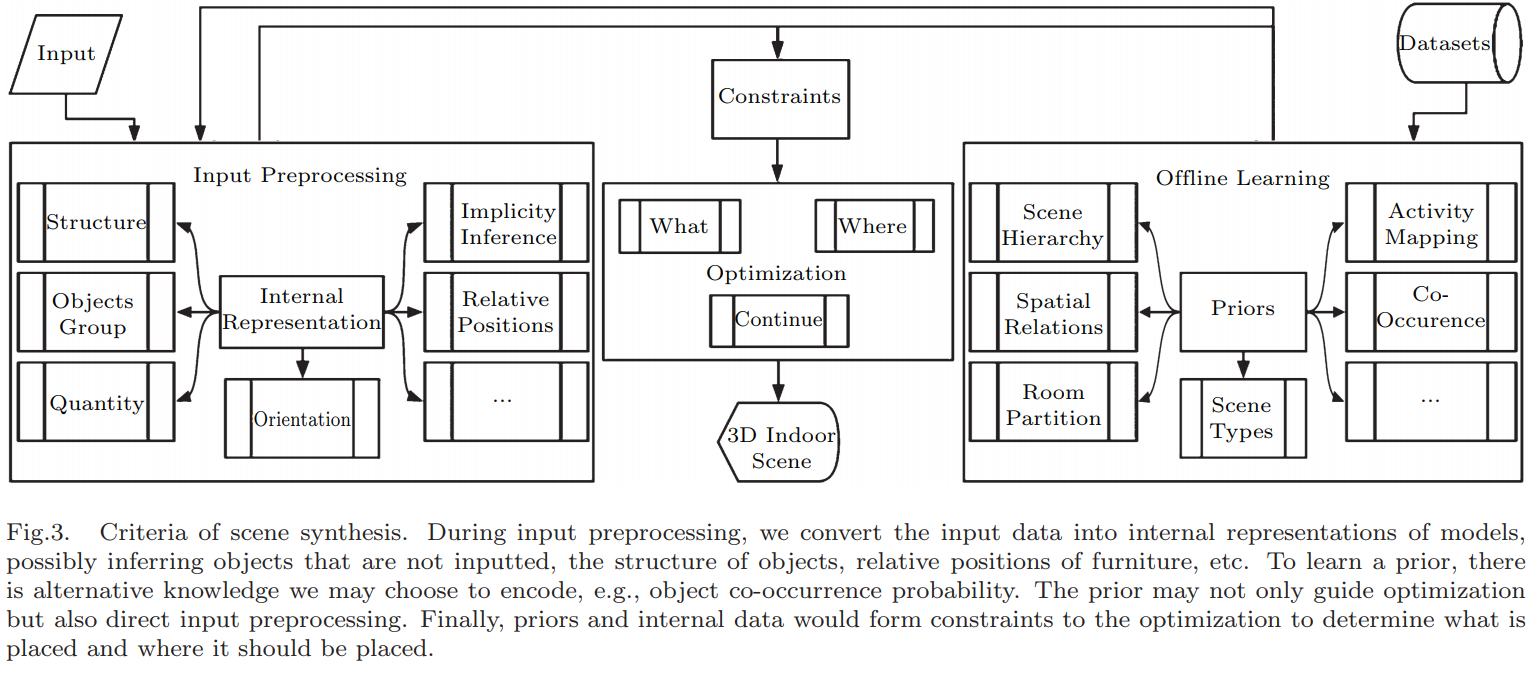 Input
Datasets
Constraints
Input Preprocessing
Structure
Objects
Group
Quantity
Internal
Representation
Orientation
Implicity
Inference
Relative
Positions
...
What
Where
Optimization
Continue
3D Indoor
Scene
Offline Learning
Scene
Hierarchy
Spatial
Relations
Room
Partition
Priors
Scene
Types
Activity
Mapping
Co-
Occurence
...
Fig.3. Criteria of scene synthesis. During input preprocessing, we convert the input data into internal representations of models,
possibly inferring objects that are not inputted, the structure of objects, relative positions of furniture, etc. To learn a prior, there
is alternative knowledge we may choose to encode, e.g., object co-occurrence probability. The prior may not only guide optimization
but also direct input preprocessing. Finally, priors and internal data would form constraints to the optimization to determine what is
placed and where it should be placed.